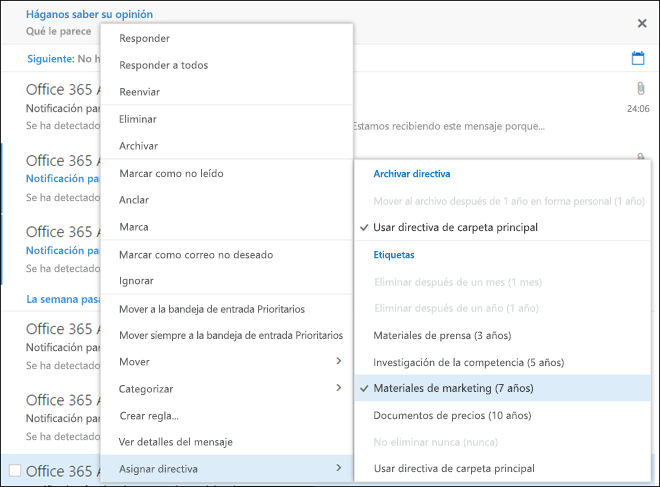 Háganos saber su opinión
Qué le parece
Siguiente: No h
Office 365 A
Notificación par
24:06
Se ha detectado
Estamos recibiendo este mensaje porque...
Office 365 A
Notificación pa
Se ha detectado
Office 365 A
Notificación pa
Se ha detectado
La semana pasa
Office 365 A
Notificación par
Se ha detectado
Office 365 A
Notificación par
Se ha detectado
Office 365 A
Responder
Responder a todos
Reenviar
Eliminar
Archivar
Marcar como no leído
Anclar
Marca
Marcar como correo no deseado
Ignorar
Mover a la bandeja de entrada Prioritarios
Mover siempre a la bandeja de entrada Prioritarios
Mover
Categorizar
Crear regla...
Ver detalles del mensaje
Asignar directiva
Archivar directiva
Mover al archivo después de 1 año en forma personal (1 año)
Usar directiva de carpeta principal
Etiquetas
Eliminar después de un mes (1 mes)
Eliminar después de un año (1 año)
Materiales de prensa (3 años)
Investigación de la competencia (5 años)
Materiales de marketing (7 años)
Documentos de precios (10 años)
No eliminar nunca (nunca)
Usar directiva de carpeta principal